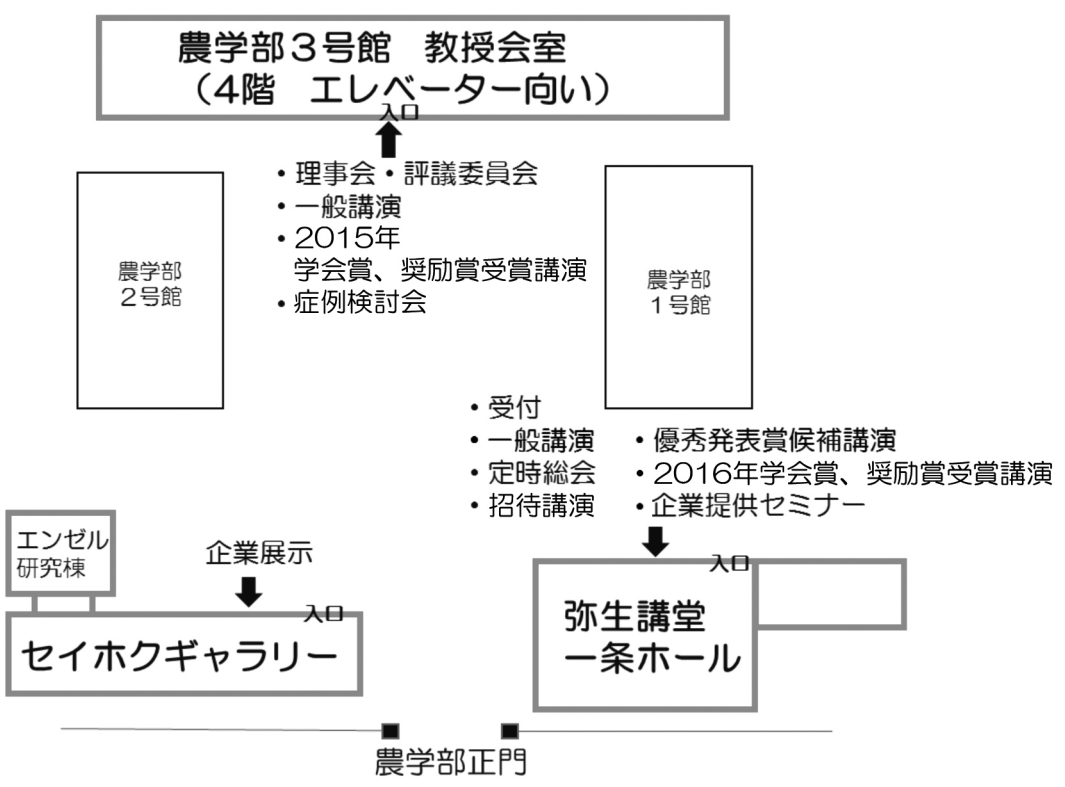 農学部３号館　教授会室
（4階　エレベーター向い）
入口
・理事会・評議委員会
・一般講演
・2015年
学会賞、奨励賞受賞講演
・症例検討会
農学部
２号館
農学部
１号館
・受付
・一般講演
・定時総会
・招待講演
・優秀発表賞候補講演
・2016年学会賞、奨励賞受賞講演
・企業提供セミナー
エンゼル
研究棟
企業展示
入口
セイホクギャラリー
入口
弥生講堂
一条ホール
農学部正門